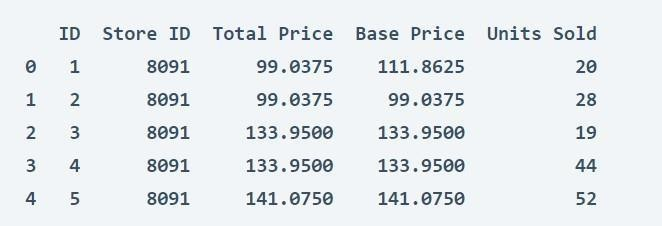 ID Store ID Total Price Base Price Units Sold
0 1 8091 99.0375 111.8625 20
1 2 8091 99.0375 99.0375 28
2 3 8091 133.9500 133.9500 19
3 4 8091 133.9500 133.9500 44
4 5 8091 141.0750 141.0750 52